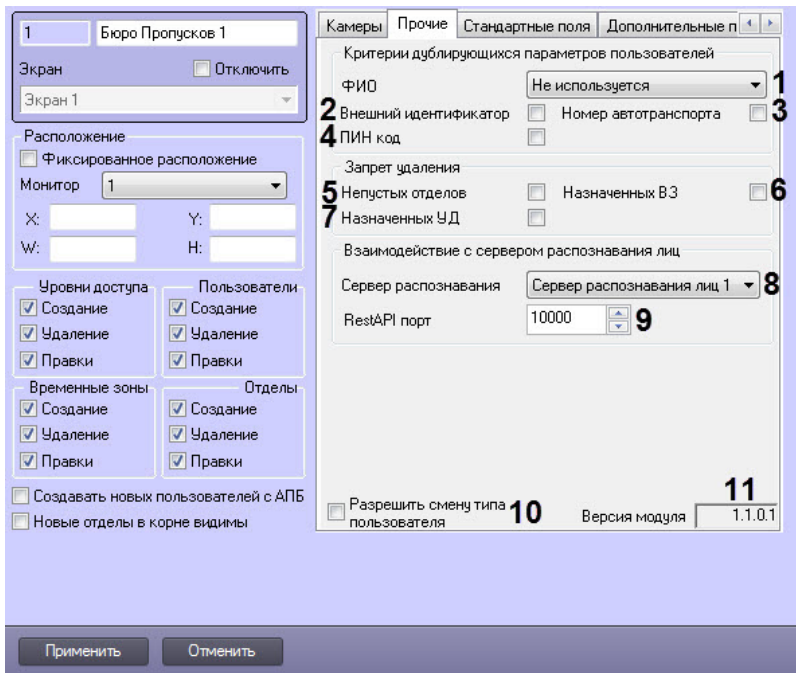 1 Бюро Пропусков 1
Экран Отключить
Экран 1
Расположение
Фиксированное расположение
Монитор 1
X: Y:
W: H:
Уровни доступа
Создание
Удаление
Правки
Пользователи
Создание
Удаление
Правки
Временные зоны
Создание
Удаление
Правки
Отделы
Создание
Удаление
Правки
Создавать новых пользователей с АПБ
Новые отделы в корне видимы
Камеры Прочие Стандартные поля Дополнительные п
Критерии дублирующихся параметров пользователей
ФИО Не используется 1
2 Внешний идентификатор Номер автотранспорта 3
4 ПИН код
Запрет удаления
5 Непустых отделов Назначенных ВЗ 6
7 Назначенных УД
Взаимодействие с сервером распознавания лиц
Сервер распознавания Сервер распознавания лиц 1 8
RestAPI порт 10000 9
Разрешить смену типа
пользователя 10
11
Версия модуля 1.1.0.1
Применить Отменить